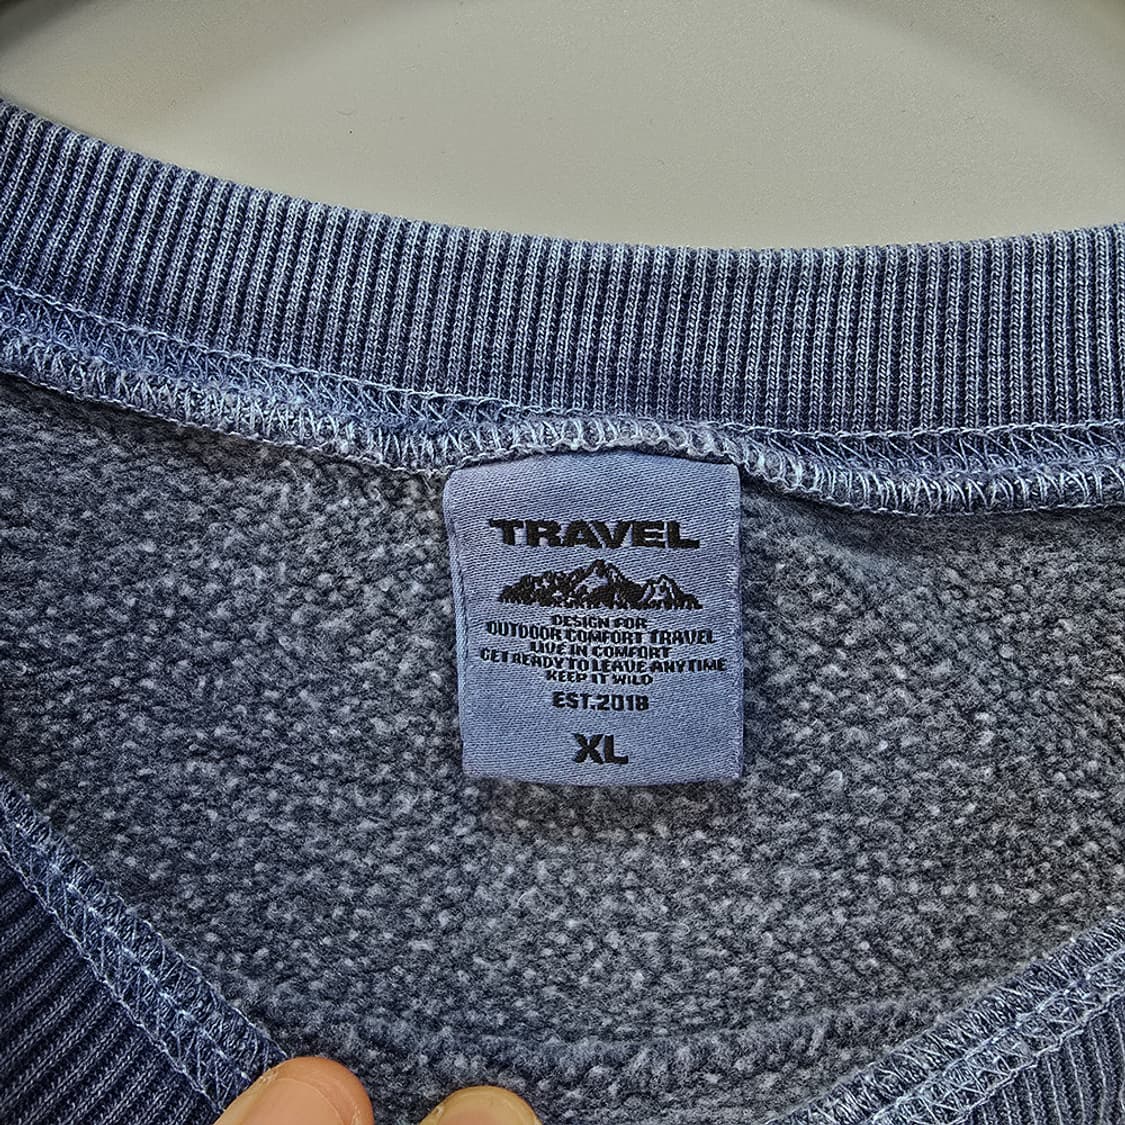 TRAVEL
DESIGN FOR
OUTDOOR COMFORT TRAVEL
LIVE IN COMFORT
GET READY TO LEAVE ANYTIME
KEEP IT WILD
EST.2018
XL